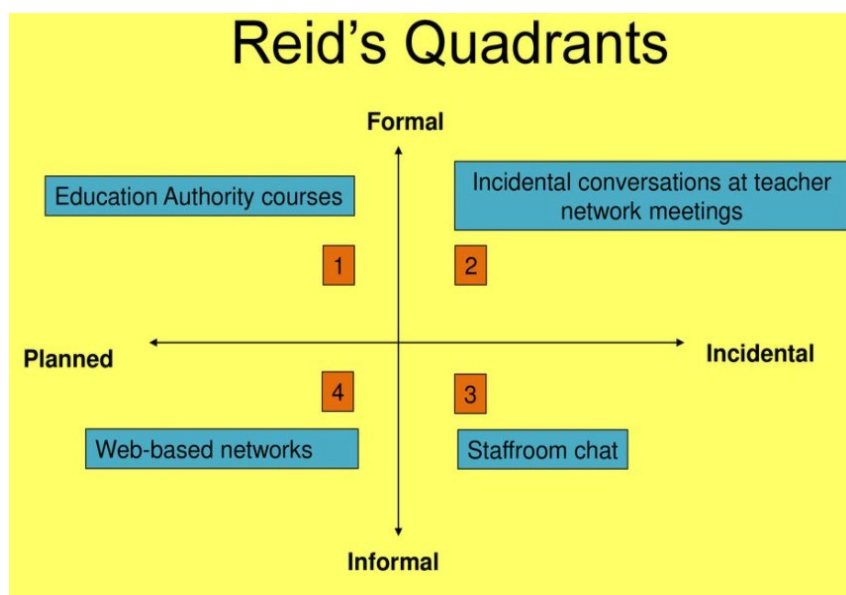 Reid's Quadrants
Formal
Education Authority courses
Incidental conversations at teacher
network meetings
1
2
Planned
Incidental
4
3
Web-based networks
Staffroom chat
Informal